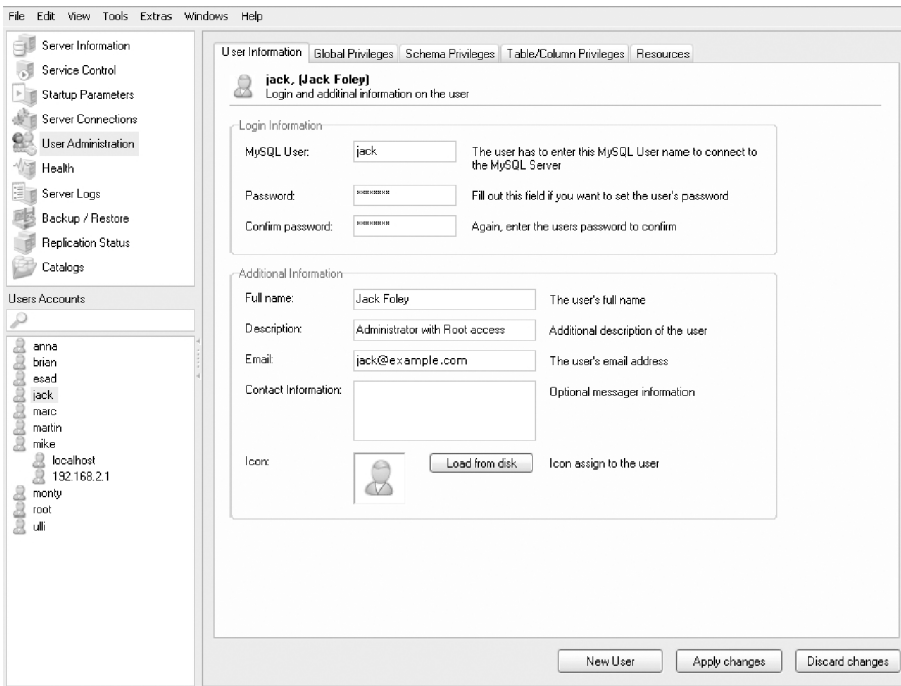 File Edit View Tools Extras Windows Help
Server Information
Service Control
Startup Parameters
Server Connections
User Administration
Health
Server Logs
Backup / Restore
Replication Status
Catalogs
Users Accounts
anna
brian
esad
jack
marc
martin
mike
localhost
192.168.2.1
monty
root
ulli
User Information Global Privileges Schema Privileges Table/Column Privileges Resources
jack, (Jack Foley)
Login and additinal information on the user
Login Information
MySQL User: jack The user has to enter this MySQL User name to connect to
the MySQL Server
Password: ******** Fill out this field if you want to set the user's password
Confirm password: ******** Again, enter the users password to confirm
Additional Information
Full name: Jack Foley The user's full name
Description: Administrator with Root access Additional description of the user
Email: jack@example.com The user's email address
Contact Information: Optional messager information
Icon: Load from disk Icon assign to the user
New User Apply changes Discard changes